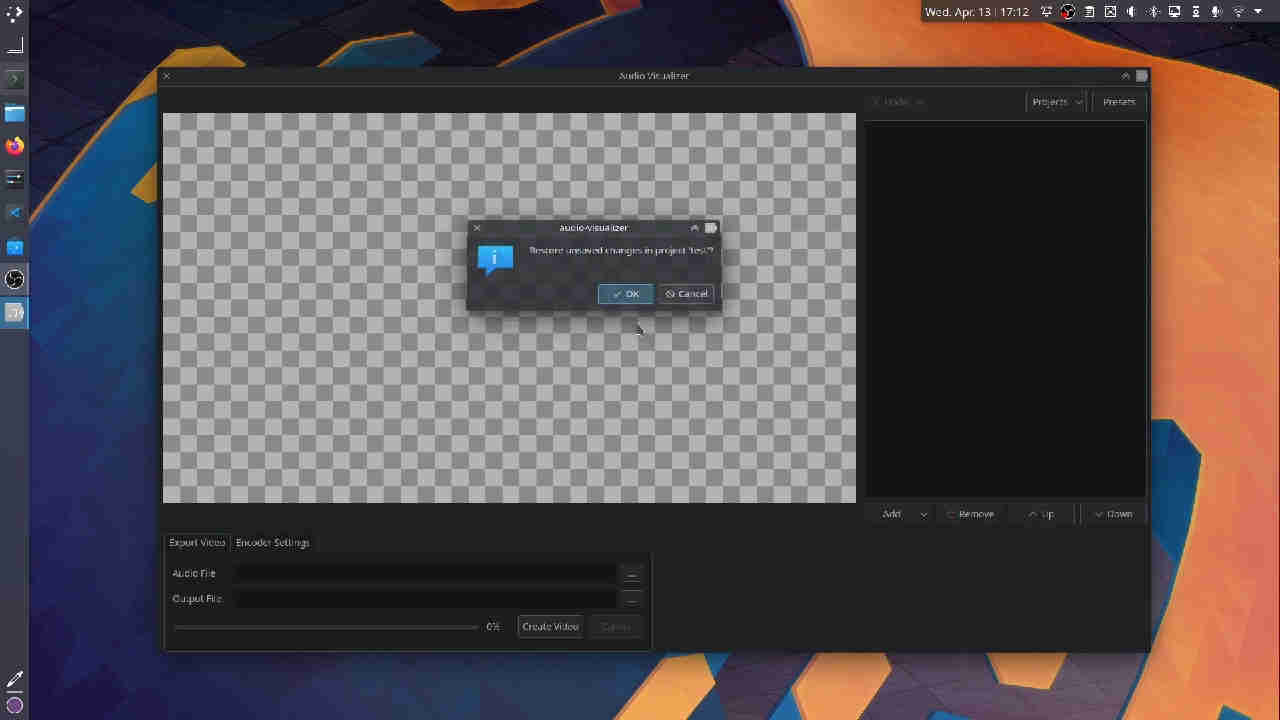 Wed. Apr. 13 | 17:12
Audio Visualizer
Undo
Projects
Presets
audio-visualizer
Restore unsaved changes in project 'test'?
OK
Cancel
Add
Remove
Up
Down
Export Video
Encoder Settings
Audio File
...
Output File
...
0%
Create Video
Cancel